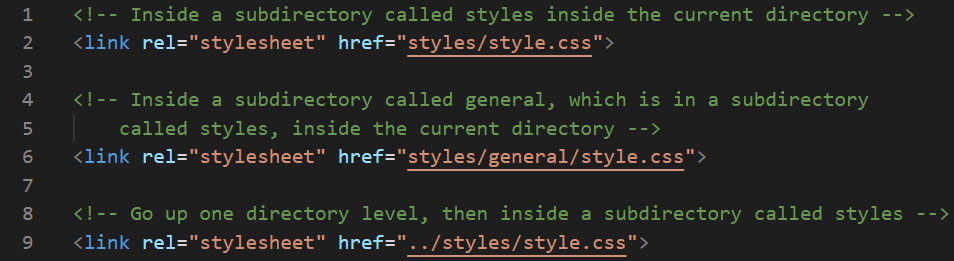 1 <!-- Inside a subdirectory called styles inside the current directory -->
2 <link rel="stylesheet" href="styles/style.css">
3
4 <!-- Inside a subdirectory called general, which is in a subdirectory
5     called styles, inside the current directory -->
6 <link rel="stylesheet" href="styles/general/style.css">
7
8 <!-- Go up one directory level, then inside a subdirectory called styles -->
9 <link rel="stylesheet" href="../styles/style.css">